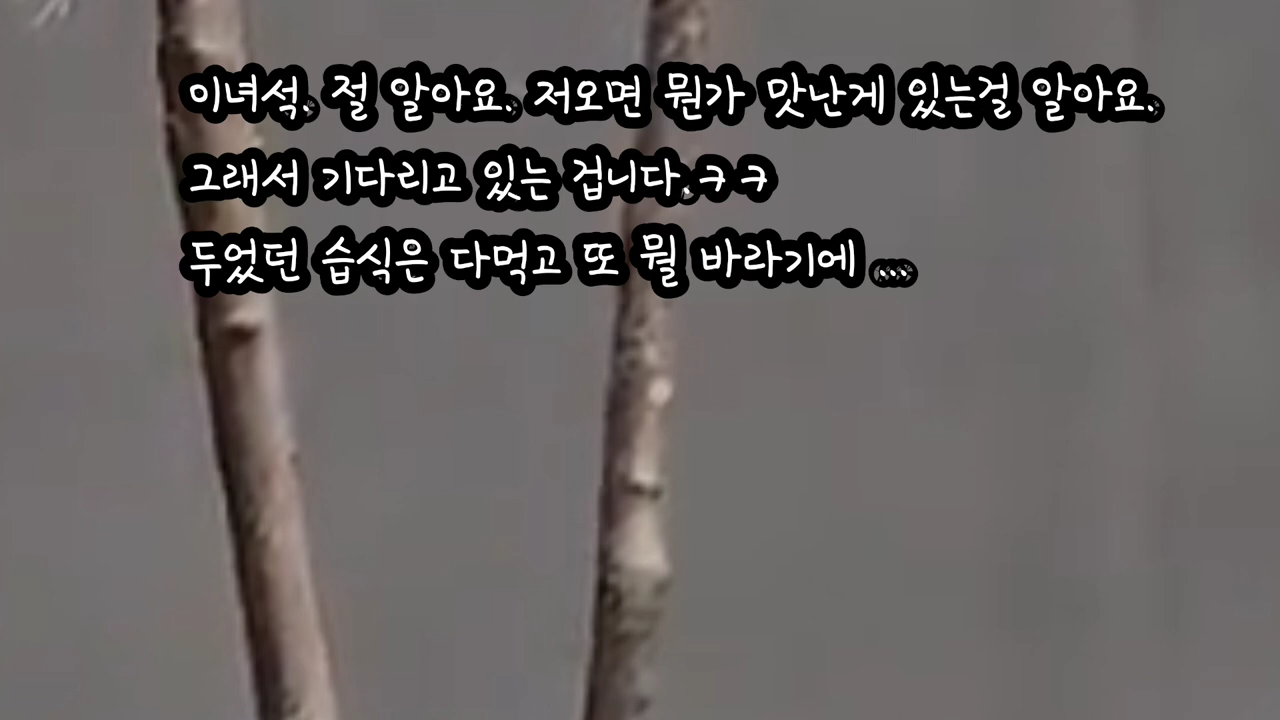 이녀석. 절 알아요. 저오면 뭔가 맛난게 있는걸 알아요.
그래서 기다리고 있는 겁니다.ㅋㅋ
두었던 습식은 다먹고 또 뭘 바라기에 ...